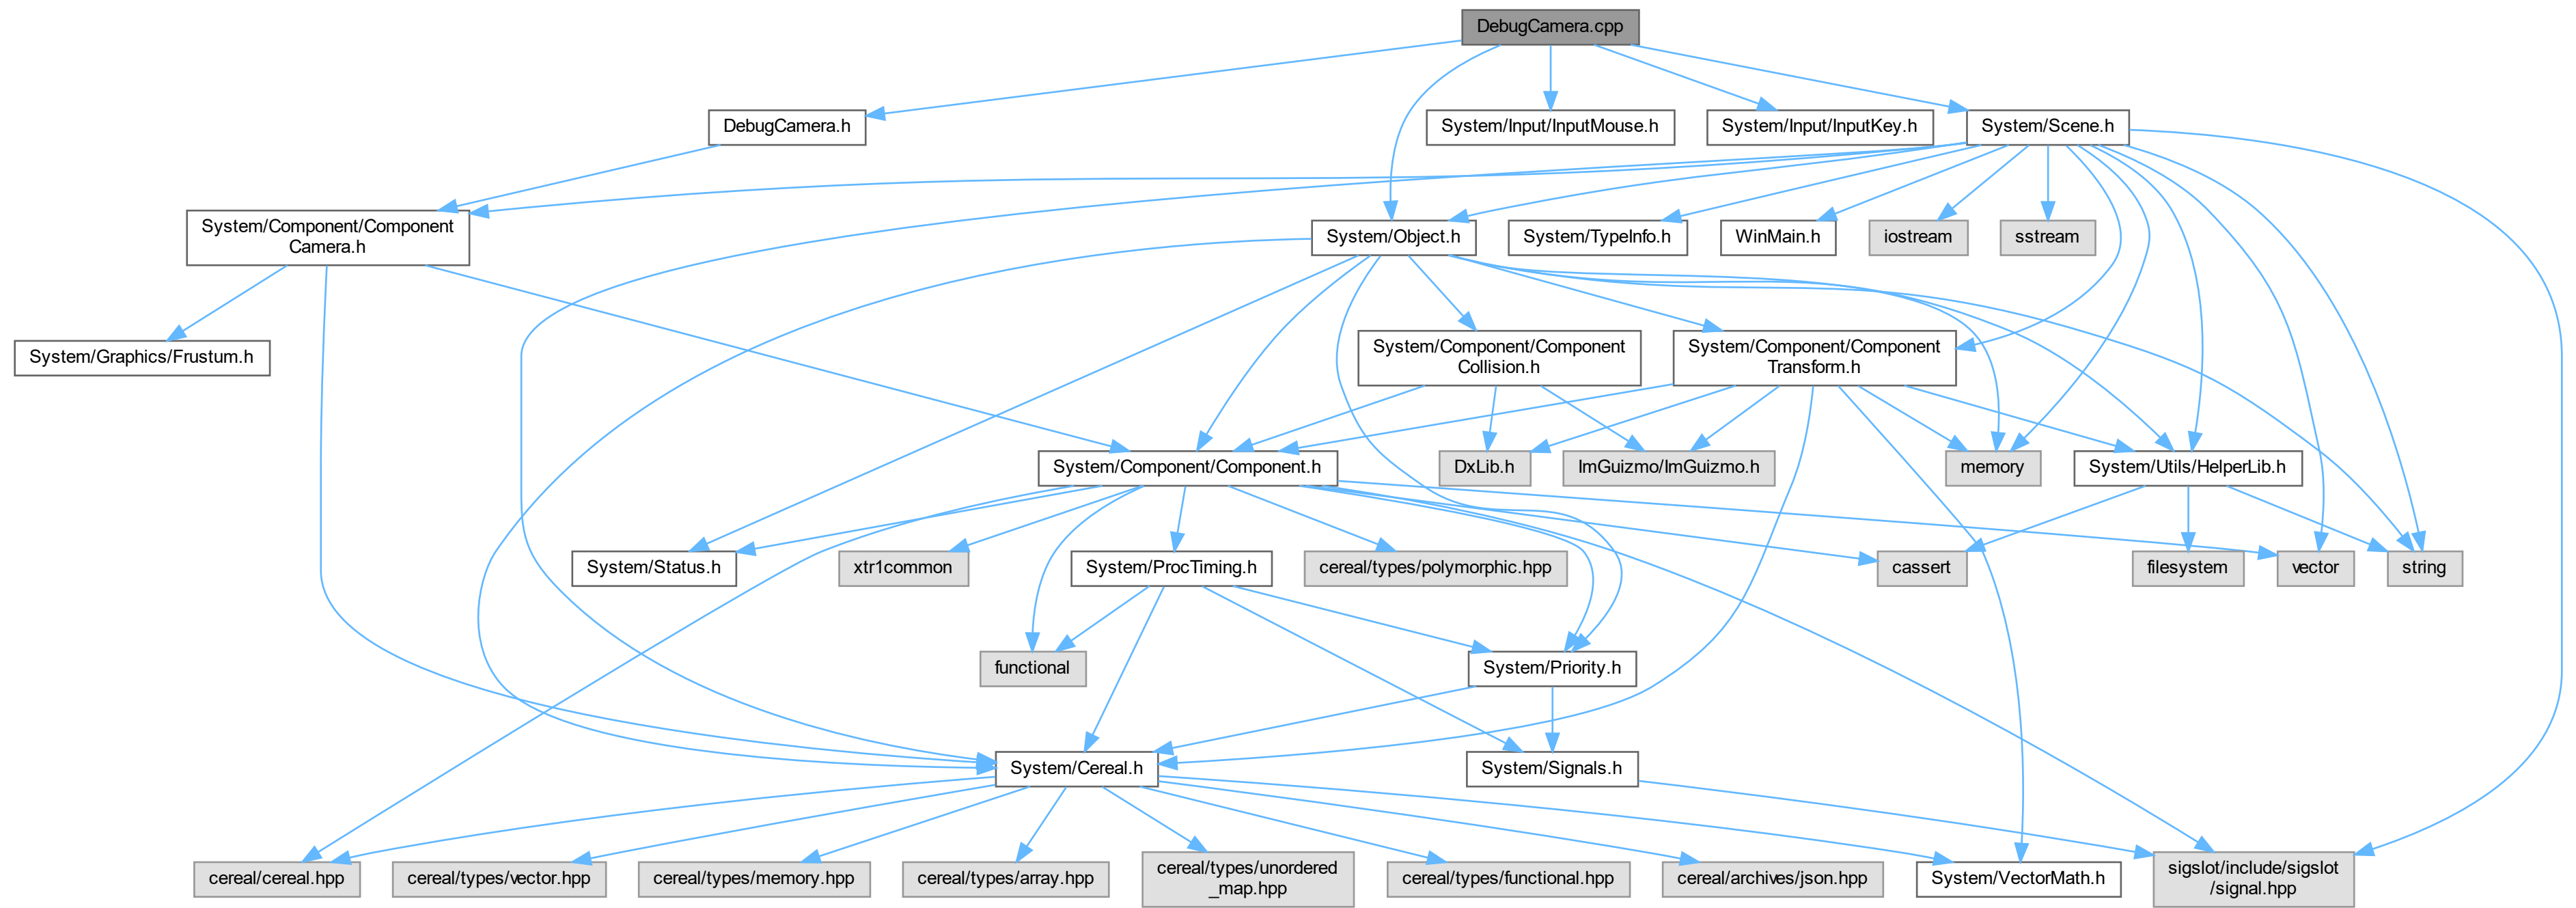 DebugCamera.cpp
DebugCamera.h
System/Input/InputMouse.h
System/Input/InputKey.h
System/Scene.h
System/Component/Component
Camera.h
System/Object.h
System/TypeInfo.h
WinMain.h
iostream
sstream
System/Graphics/Frustum.h
System/Component/Component
Collision.h
System/Component/Component
Transform.h
System/Component/Component.h
DxLib.h
ImGuizmo/ImGuizmo.h
memory
System/Utils/HelperLib.h
System/Status.h
xtr1common
System/ProcTiming.h
cereal/types/polymorphic.hpp
cassert
filesystem
vector
string
functional
System/Priority.h
System/Cereal.h
System/Signals.h
cereal/cereal.hpp
cereal/types/vector.hpp
cereal/types/memory.hpp
cereal/types/array.hpp
cereal/types/unordered
_map.hpp
cereal/types/functional.hpp
cereal/archives/json.hpp
System/VectorMath.h
sigslot/include/sigslot
/signal.hpp